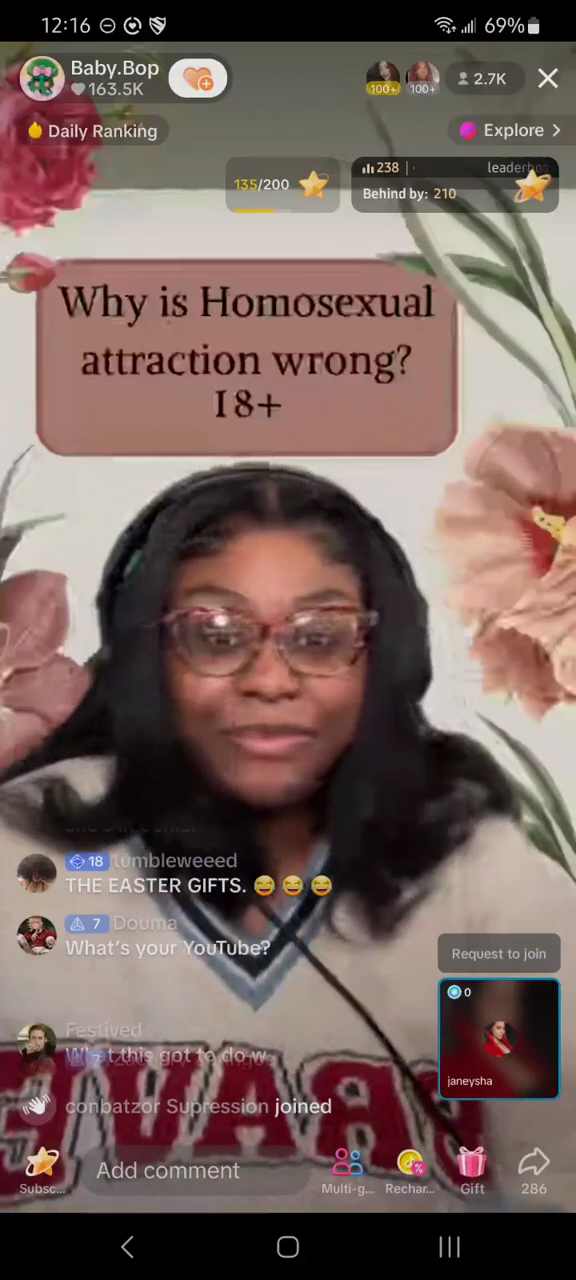 12:16 69%
Baby.Bop
163.5K
100+ 100+ 2.7K
Daily Ranking
Explore
135/200
238
Behind by: 210
Why is Homosexual
attraction wrong?
18+
18 tumbleweeed
THE EASTER GIFTS. 😂 😂 😂
7 Douma
What's your YouTube?
Request to join
0
janeysha
Festived
conbatzor Supression joined
Add comment
Subsc... Multi-g... Rechar... Gift 286